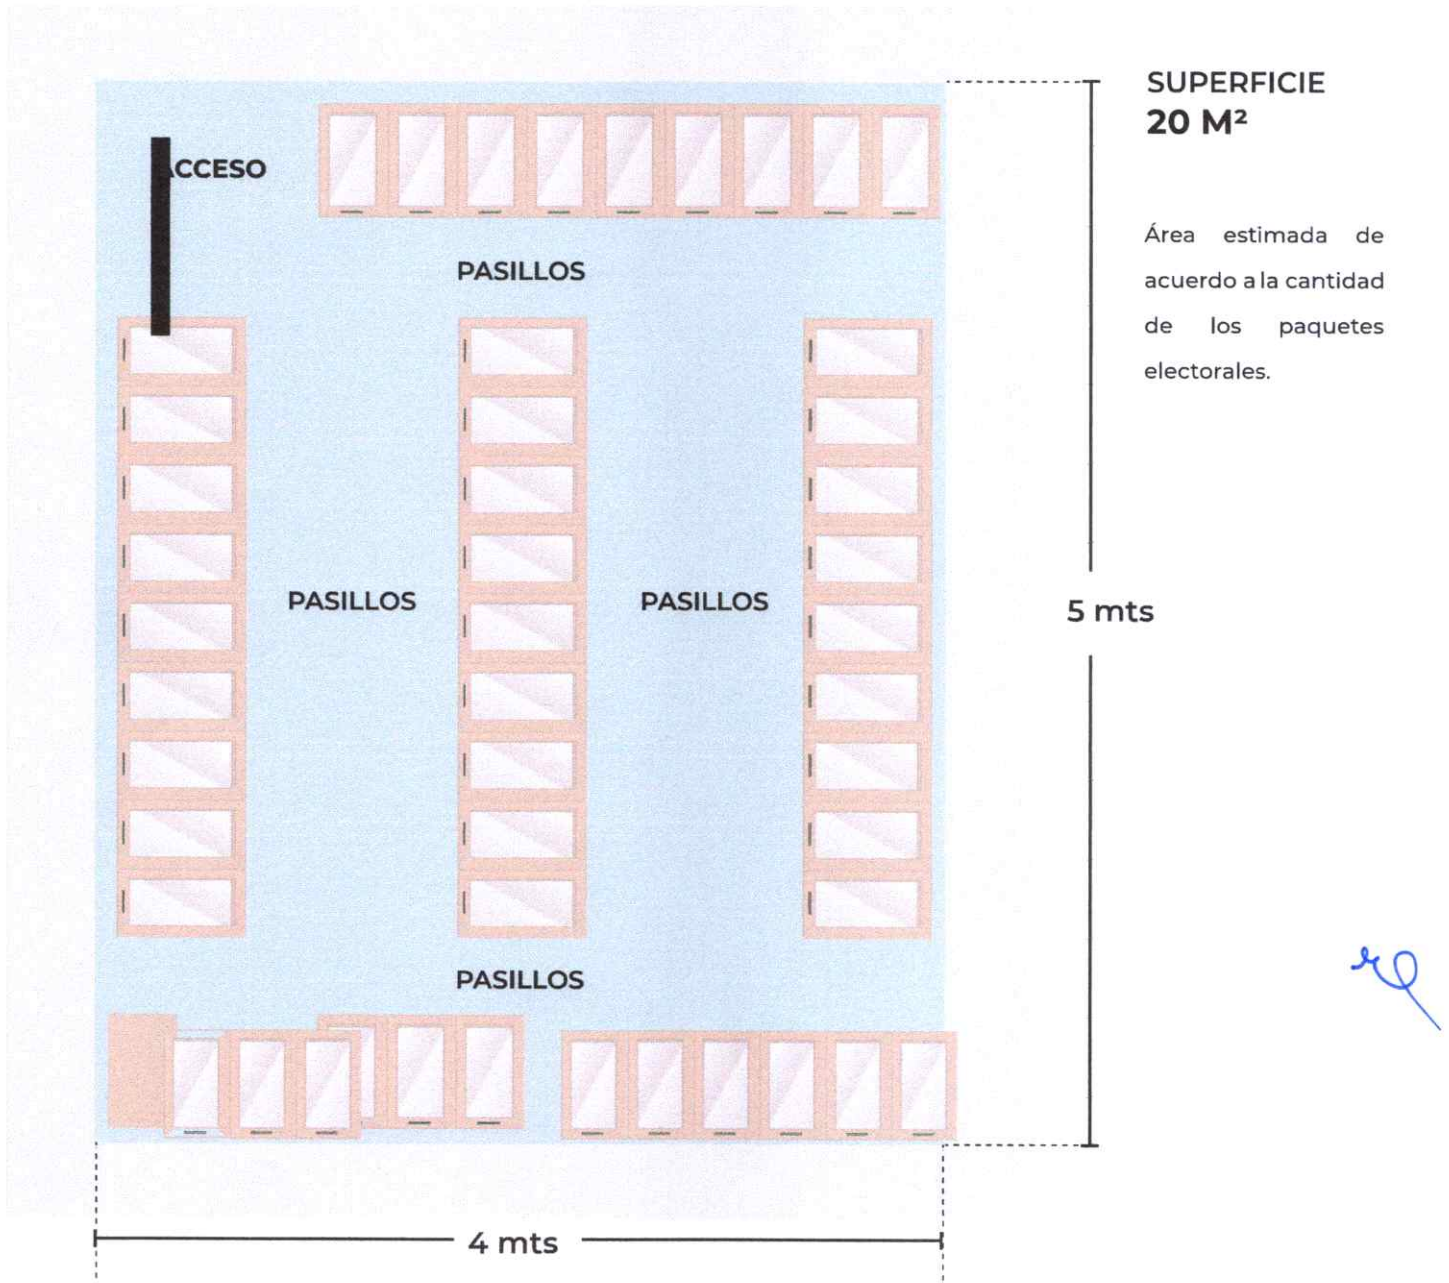 SUPERFICIE
20 M²
ACCESO
Área estimada de
acuerdo a la cantidad
de los paquetes
electorales.
PASILLOS
PASILLOS
PASILLOS
5 mts
PASILLOS
4 mts